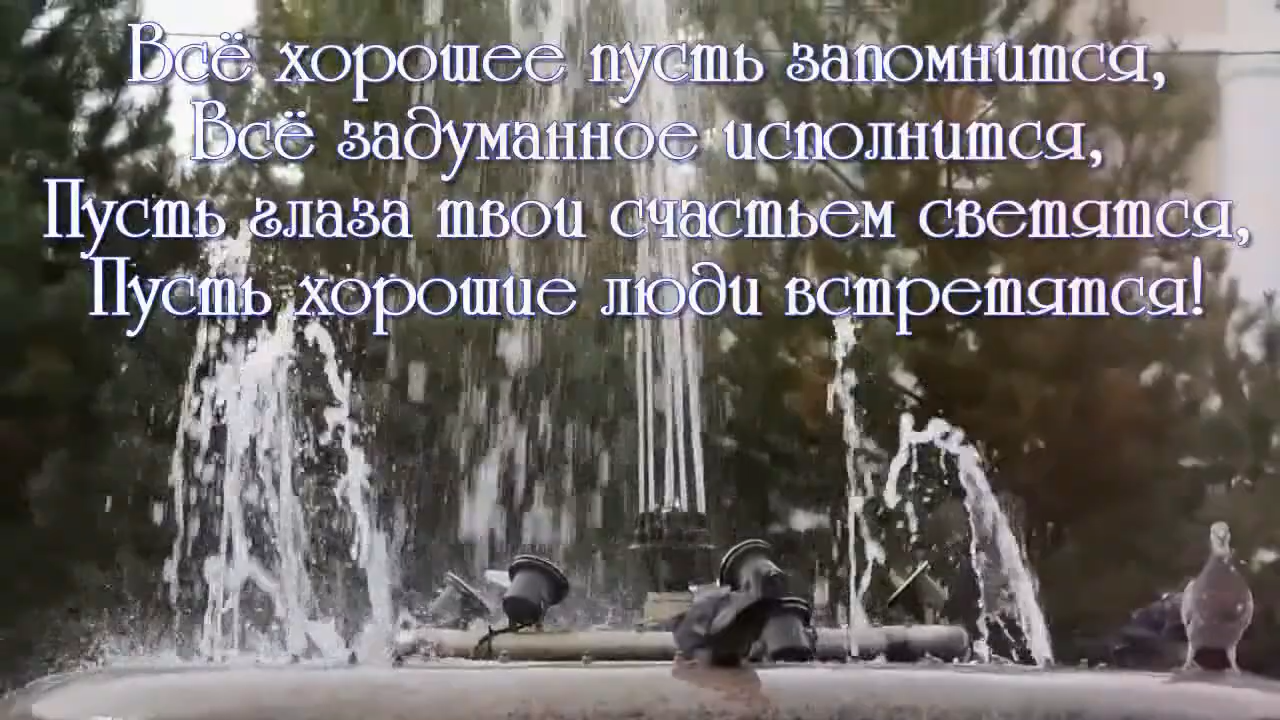 Всё хорошее пусть запомнится,
Всё задуманное исполнится,
Пусть глаза твои счастьем светятся,
Пусть хорошие люди встретятся!